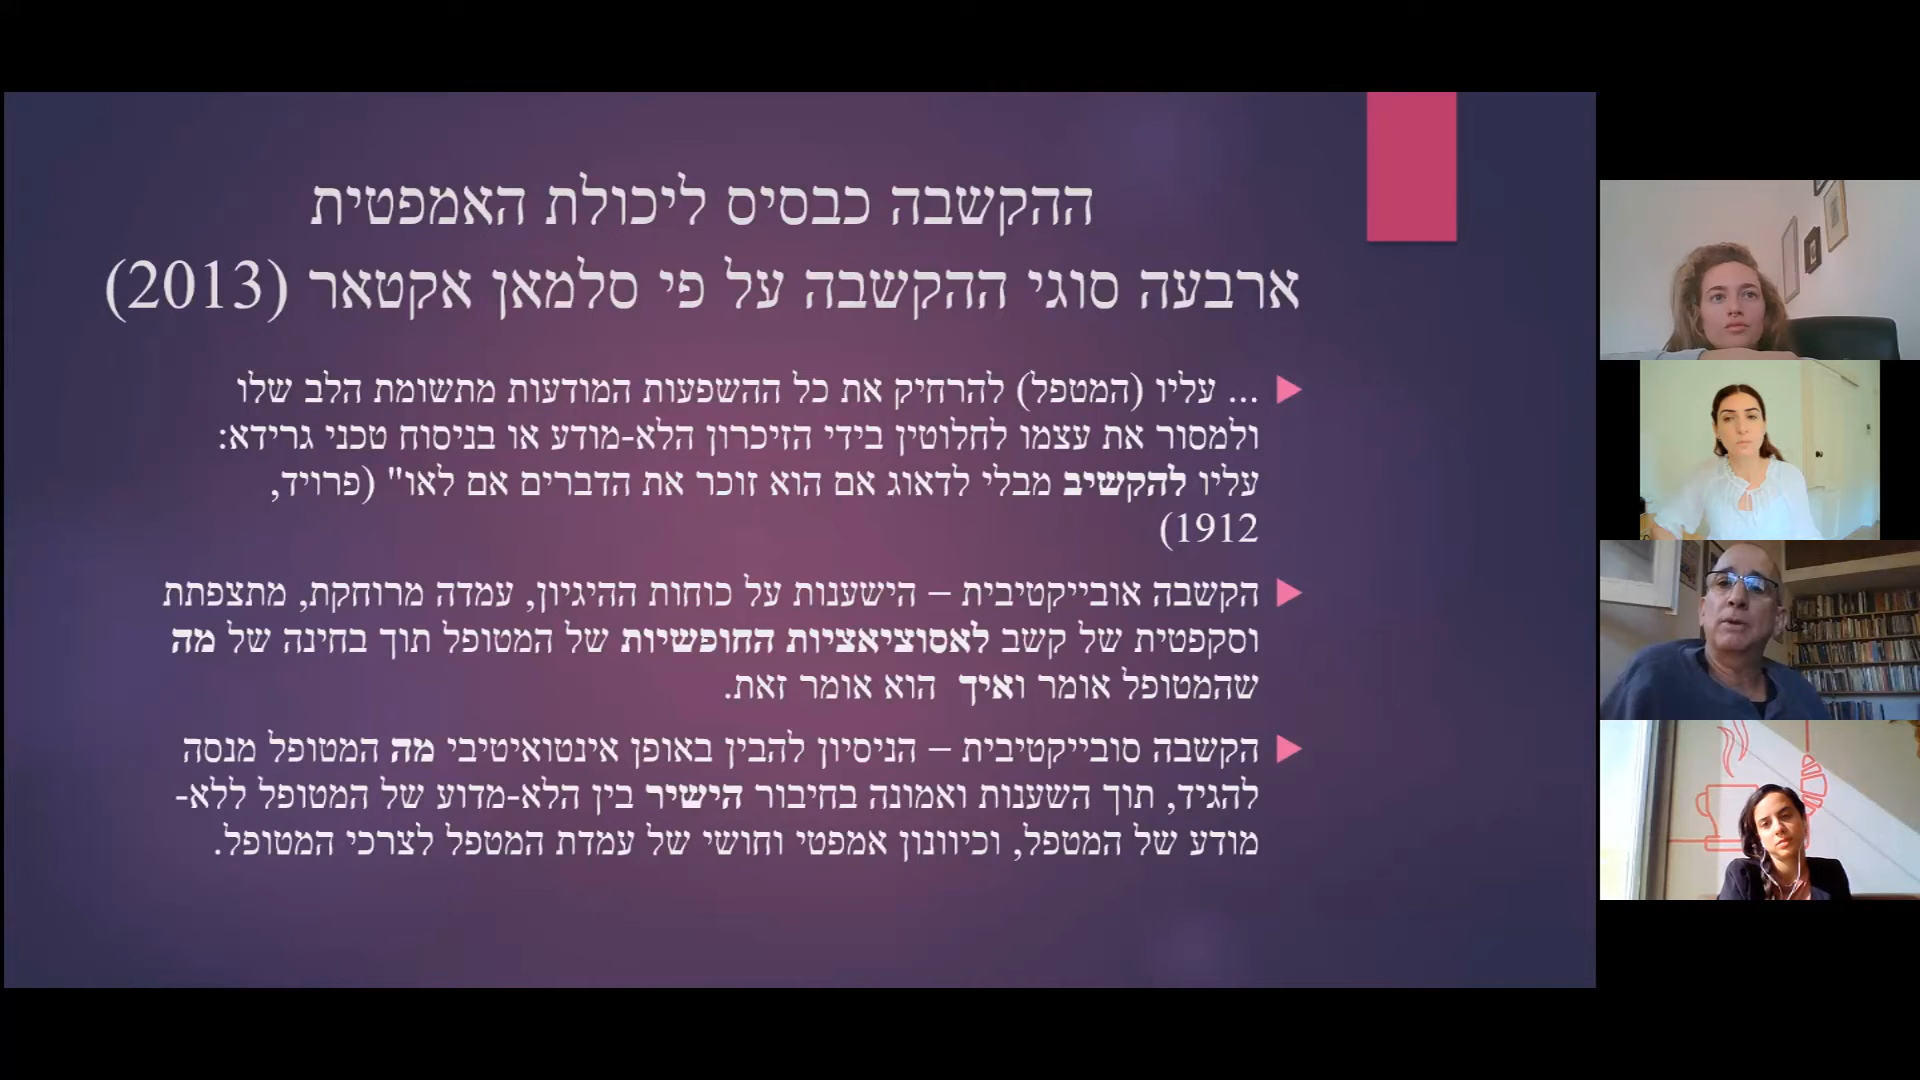 ההקשבה כבסיס ליכולת האמפטית
ארבעה סוגי ההקשבה על פי סלמאן אקטאר (2013)
... עליו (המטפל) להרחיק את כל ההשפעות המודעות מתשומת הלב שלו
ולמסור את עצמו לחלוטין בידי הזיכרון הלא-מודע או בניסוח טכני גרידא:
עליו להקשיב מבלי לדאוג אם הוא זוכר את הדברים אם לאו" (פרויד,
1912)
הקשבה אובייקטיבית – הישענות על כוחות ההיגיון, עמדה מרוחקת, מתצפתת
וסקפטית של קשב לאסוציאציות החופשיות של המטופל תוך בחינה של מה
שהמטופל אומר ואיך הוא אומר זאת.
הקשבה סובייקטיבית – הניסיון להבין באופן אינטואיטיבי מה המטופל מנסה
להגיד, תוך השענות ואמונה בחיבור הישיר בין הלא-מדוע של המטופל ללא-
מודע של המטפל, וכיוונון אמפטי וחושי של עמדת המטפל לצרכי המטופל.